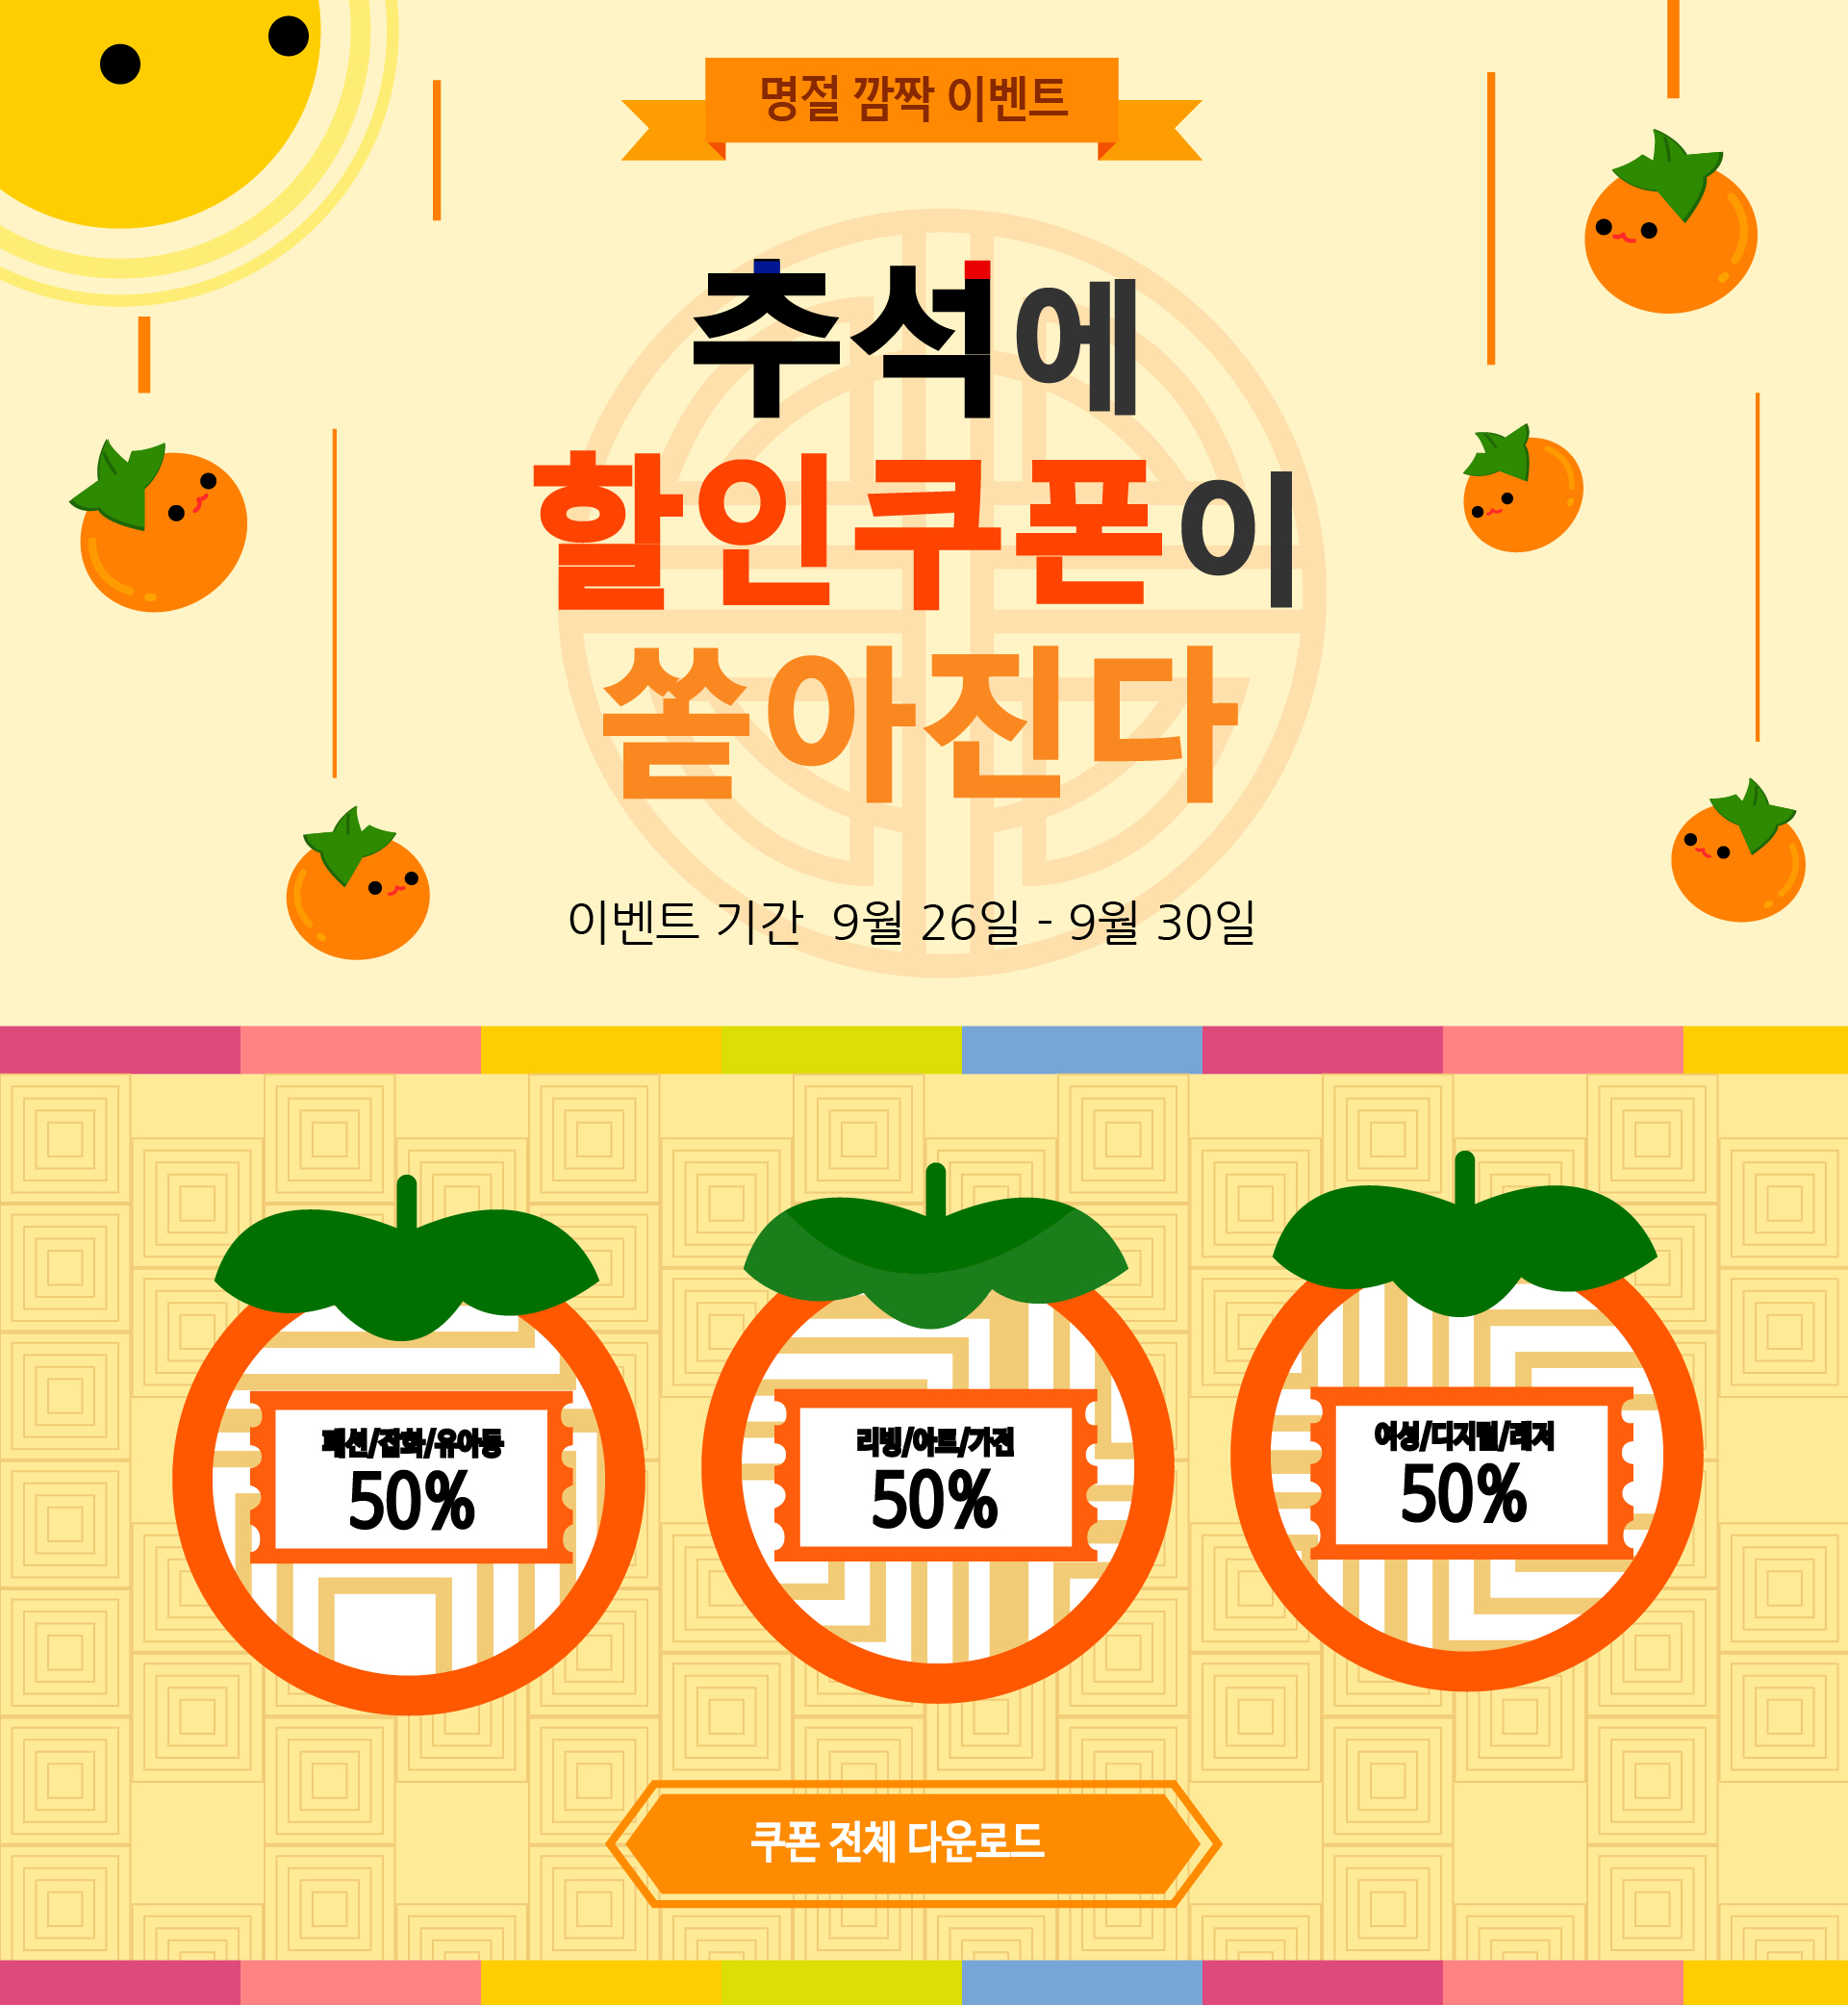 명절 깜짝 이벤트
추석에
할인쿠폰이
쏟아진다
이벤트 기간 9월 26일 - 9월 30일
패션/잡화/유아동
50%
리빙/아트/가전
50%
여성/디지털/레저
50%
쿠폰 전체 다운로드